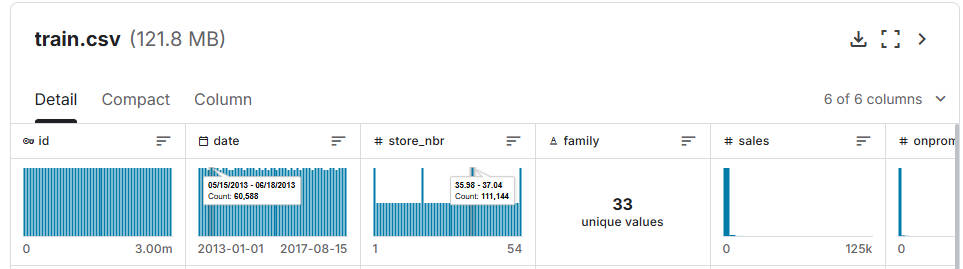 train.csv (121.8 MB)
Detail Compact Column
6 of 6 columns
id date store_nbr family sales onprom
05/15/2013 - 06/18/2013
Count: 60,588
35.98 - 37.04
Count: 111,144
33
unique values
0 3.00m
2013-01-01 2017-08-15
1 54
0 125k
0